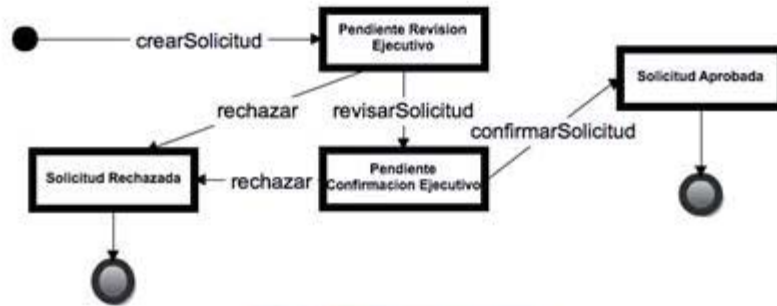 crearSolicitud
Pendiente Revision
Ejecutivo
Solicitud Aprobada
rechazar
revisarSolicitud
confirmarSolicitud
Solicitud Rechazada
rechazar
Pendiente
Confirmacion Ejecutivo